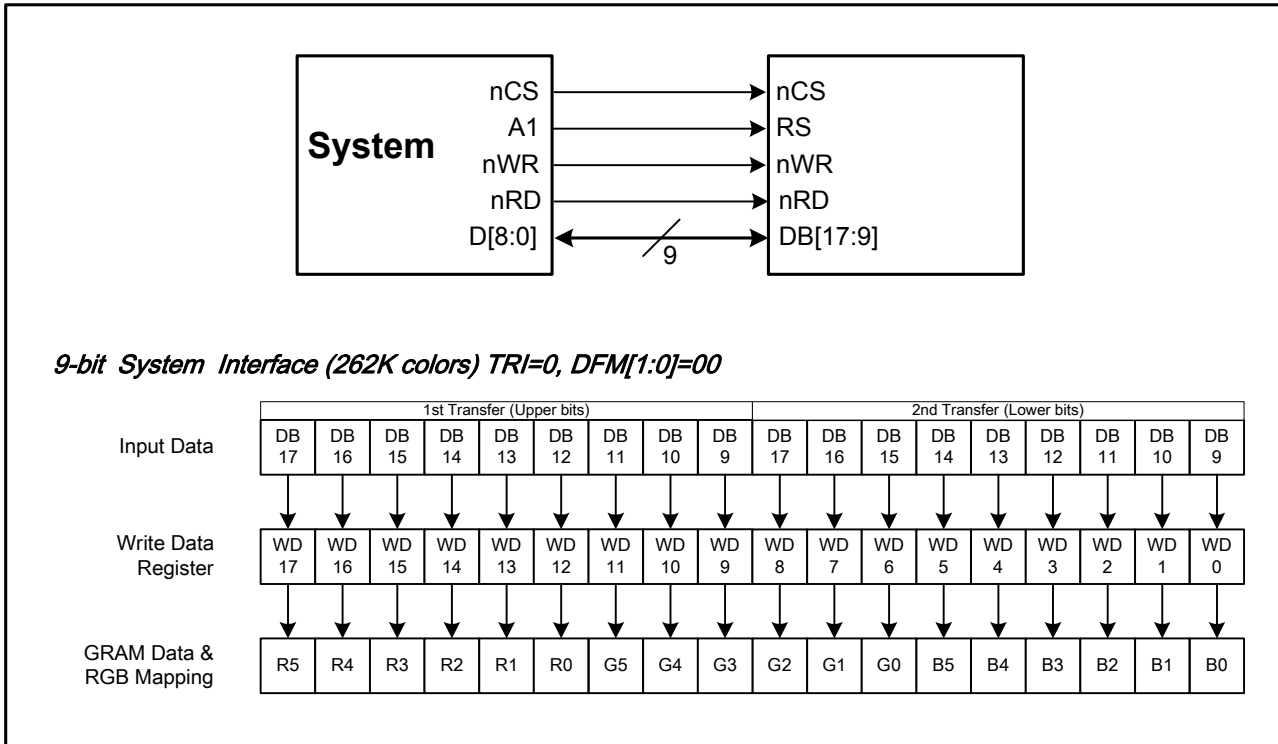 System
nCS
A1
nWR
nRD
D[8:0]
9
nCS
RS
nWR
nRD
DB[17:9]
9-bit System Interface (262K colors) TRI=0, DFM[1:0]=00
1st Transfer (Upper bits) 2nd Transfer (Lower bits)
Input Data
DB DB DB DB DB DB DB DB DB DB DB DB DB DB DB DB DB DB
17 16 15 14 13 12 11 10 9 17 16 15 14 13 12 11 10 9
Write Data
Register
WD WD WD WD WD WD WD WD WD WD WD WD WD WD WD WD WD WD
17 16 15 14 13 12 11 10 9 8 7 6 5 4 3 2 1 0
GRAM Data &
RGB Mapping
R5 R4 R3 R2 R1 R0 G5 G4 G3 G2 G1 G0 B5 B4 B3 B2 B1 B0